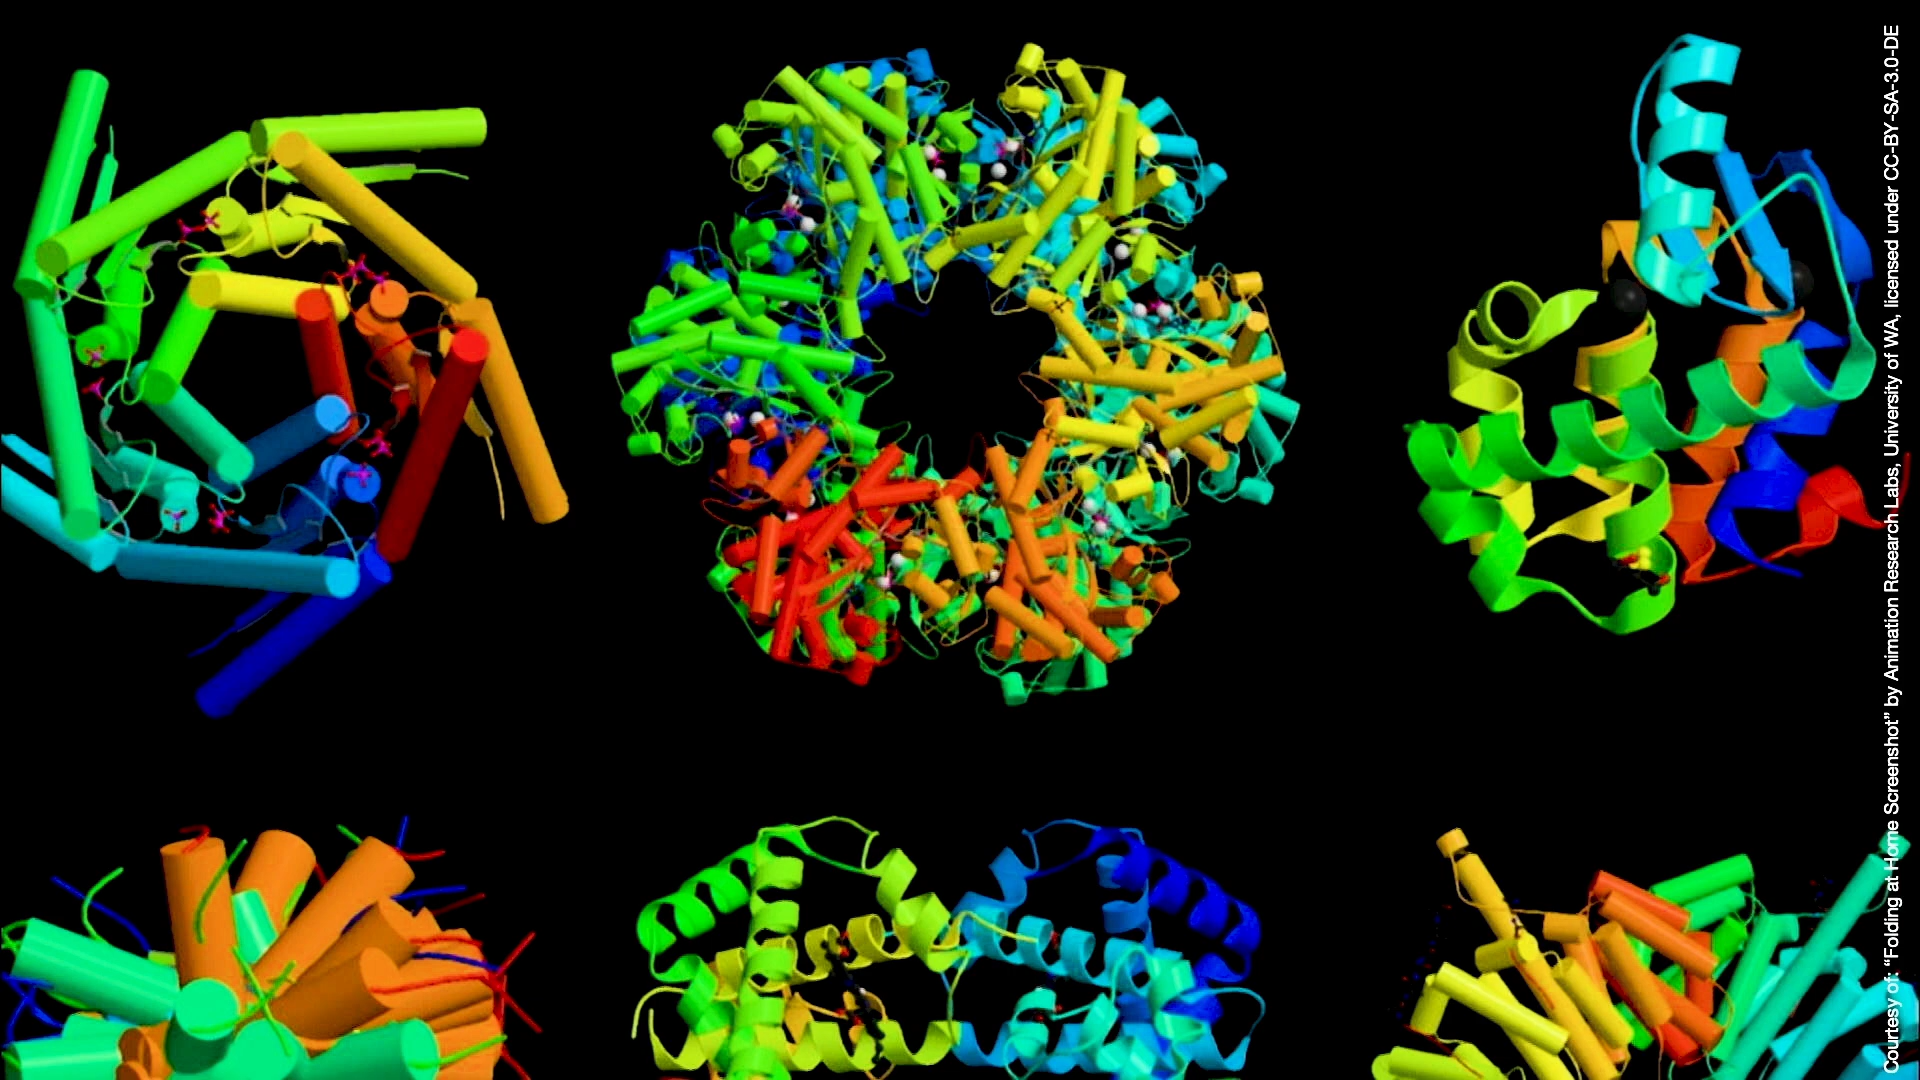 Courtesy of: “Folding at Home Screenshot” by Animation Research Labs, University of WA, licensed under CC-BY-SA-3.0-DE